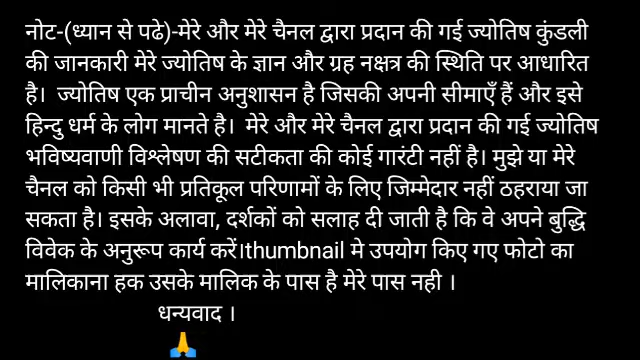 नोट-(ध्यान से पढे)-मेरे और मेरे चैनल द्वारा प्रदान की गई ज्योतिष कुंडली
की जानकारी मेरे ज्योतिष के ज्ञान और ग्रह नक्षत्र की स्थिति पर आधारित
है। ज्योतिष एक प्राचीन अनुशासन है जिसकी अपनी सीमाएँ हैं और इसे
हिन्दु धर्म के लोग मानते है। मेरे और मेरे चैनल द्वारा प्रदान की गई ज्योतिष
भविष्यवाणी विश्लेषण की सटीकता की कोई गारंटी नहीं है। मुझे या मेरे
चैनल को किसी भी प्रतिकूल परिणामों के लिए जिम्मेदार नहीं ठहराया जा
सकता है। इसके अलावा, दर्शकों को सलाह दी जाती है कि वे अपने बुद्धि
विवेक के अनुरूप कार्य करें।thumbnail मे उपयोग किए गए फोटो का
मालिकाना हक उसके मालिक के पास है मेरे पास नही ।
धन्यवाद ।
🙏